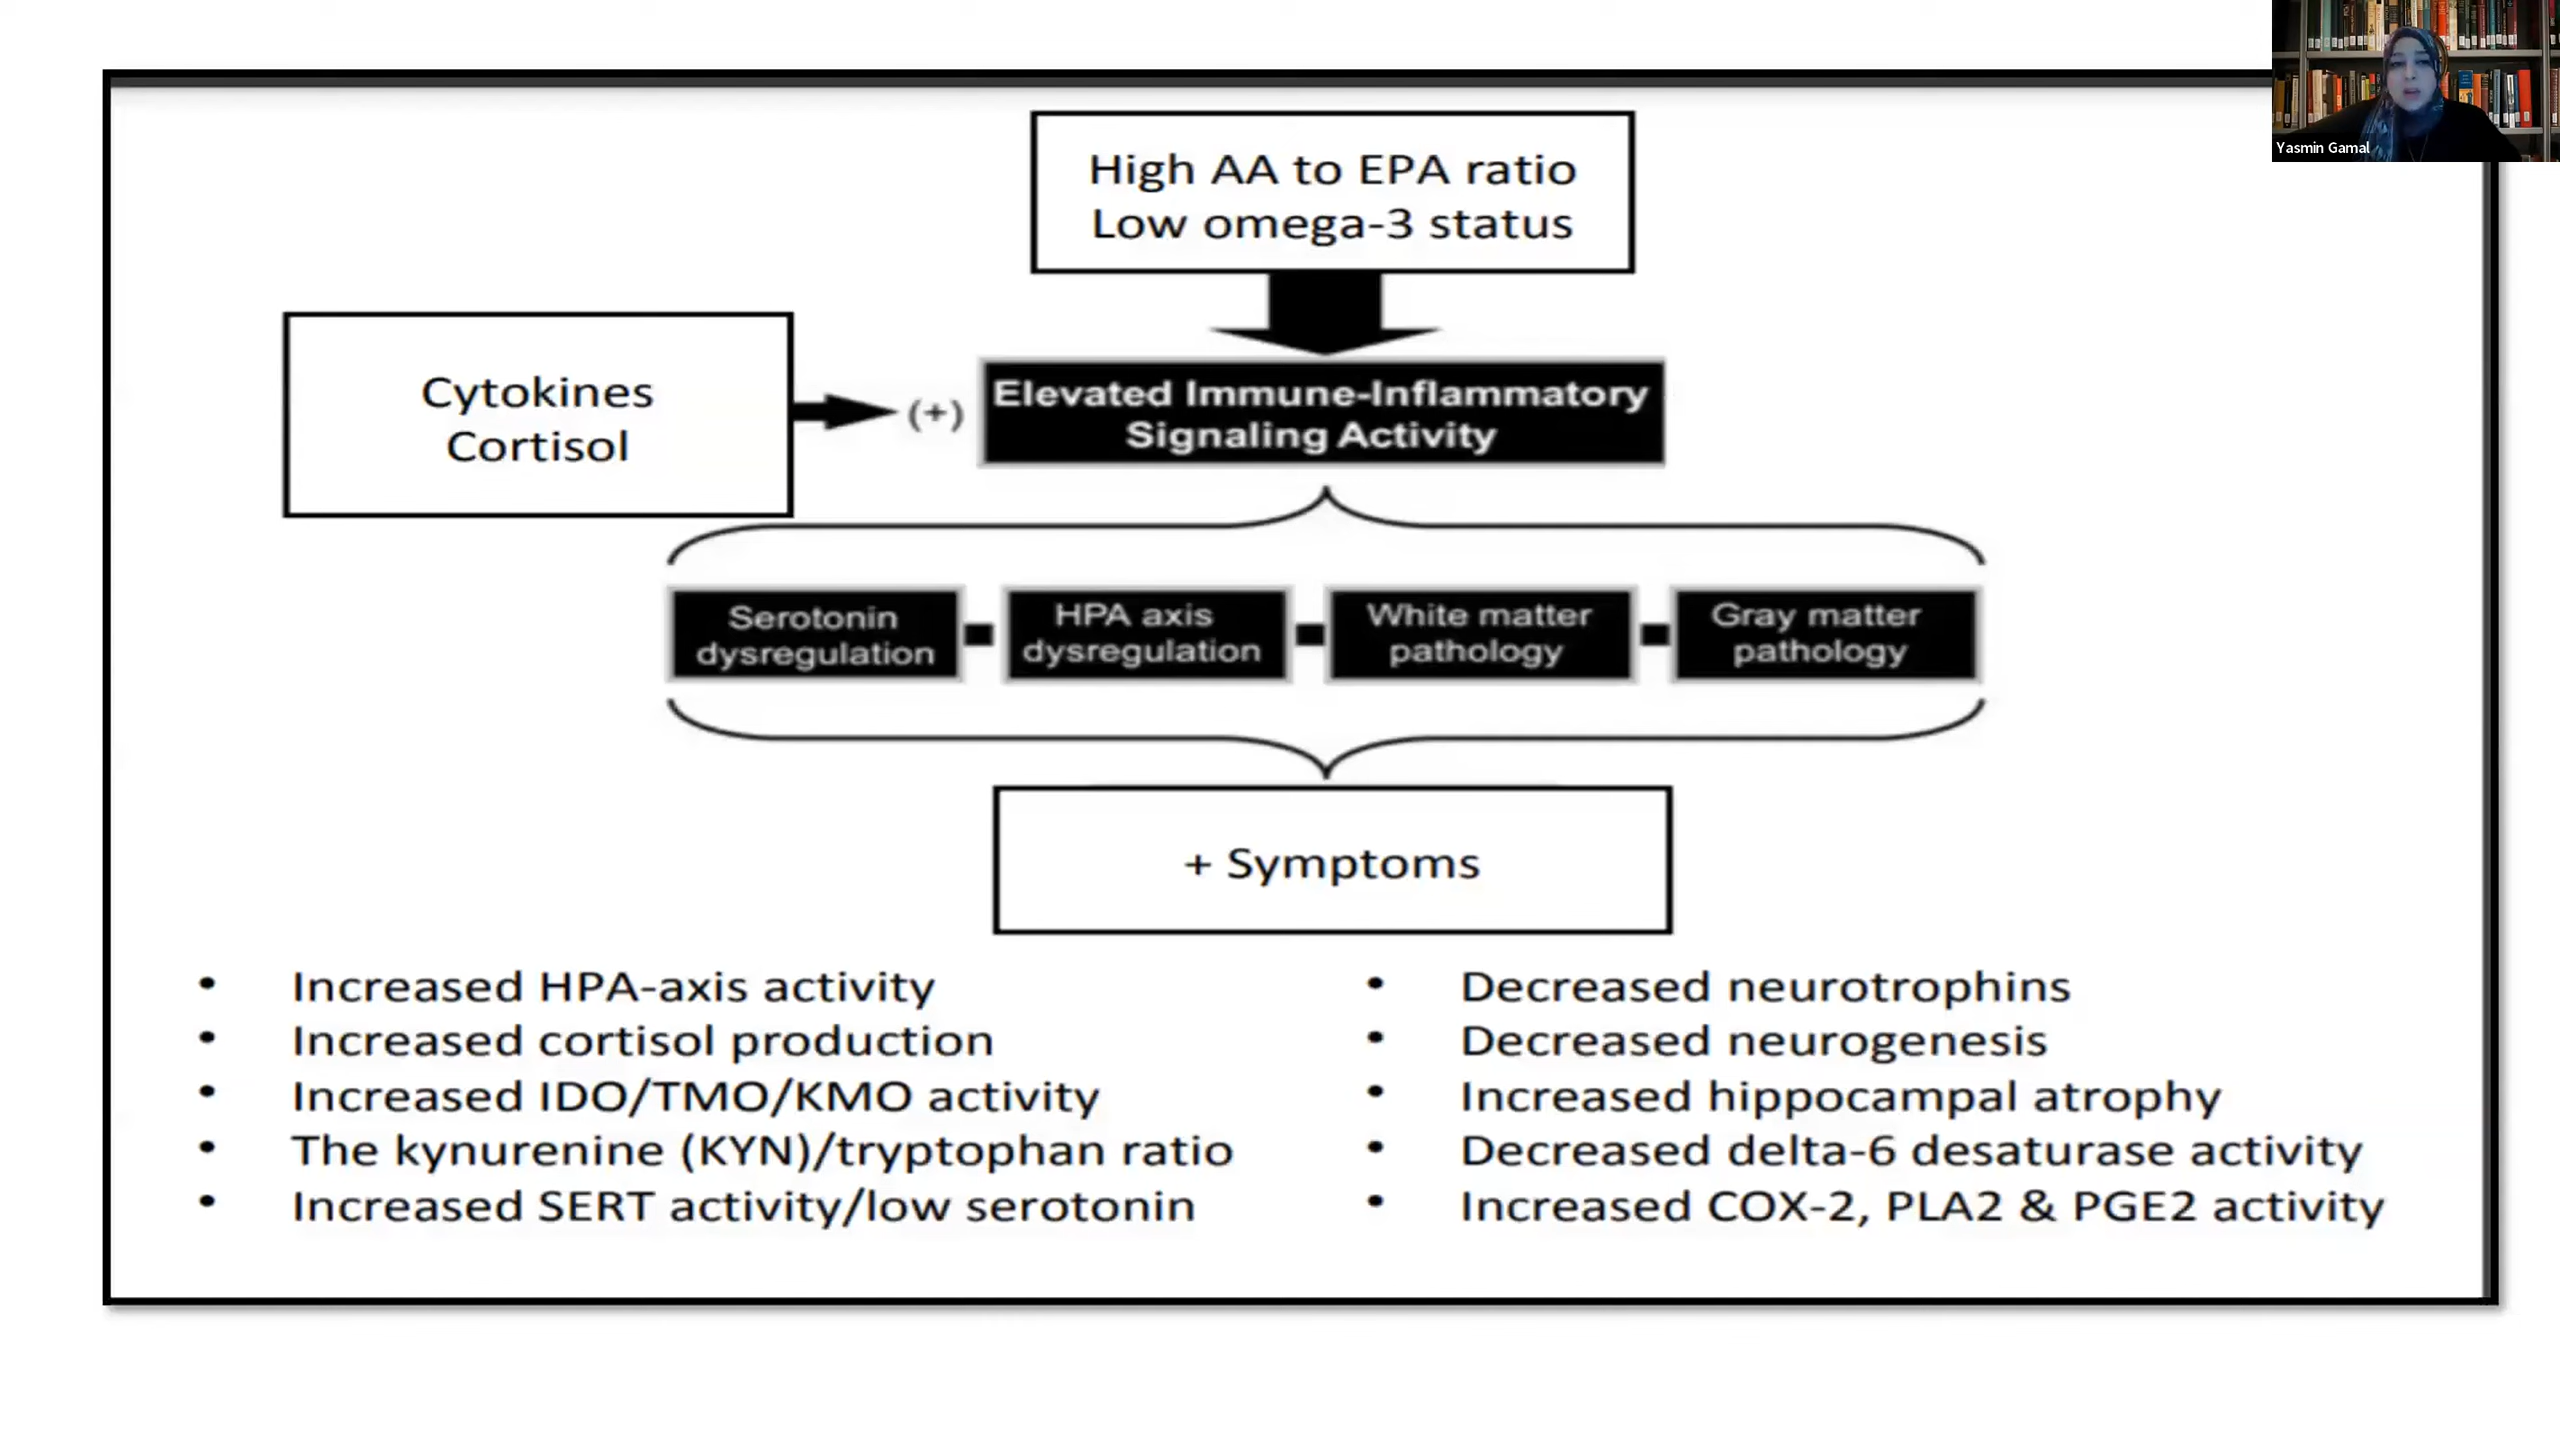 Yasmin Gamal
High AA to EPA ratio
Low omega-3 status
Cytokines
Cortisol
(+)
Elevated Immune-Inflammatory
Signaling Activity
Serotonin
dysregulation
HPA axis
dysregulation
White matter
pathology
Gray matter
pathology
+ Symptoms
• Increased HPA-axis activity
• Increased cortisol production
• Increased IDO/TMO/KMO activity
• The kynurenine (KYN)/tryptophan ratio
• Increased SERT activity/low serotonin
• Decreased neurotrophins
• Decreased neurogenesis
• Increased hippocampal atrophy
• Decreased delta-6 desaturase activity
• Increased COX-2, PLA2 & PGE2 activity